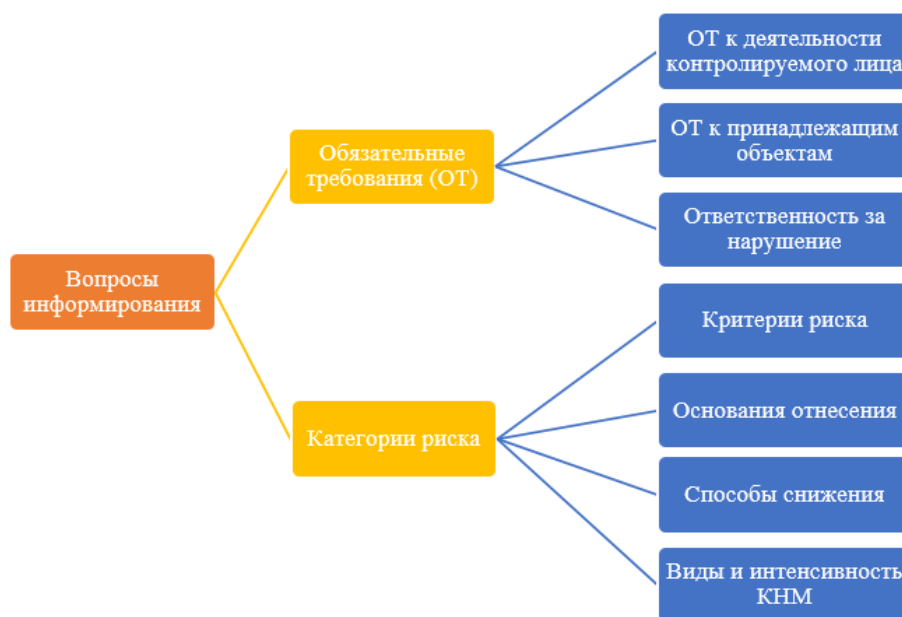 Вопросы
информирования
Обязательные
требования (ОТ)
ОТ к деятельности
контролируемого лица
ОТ к принадлежащим
объектам
Ответственность за
нарушение
Категории риска
Критерии риска
Основания отнесения
Способы снижения
Виды и интенсивность
КНМ